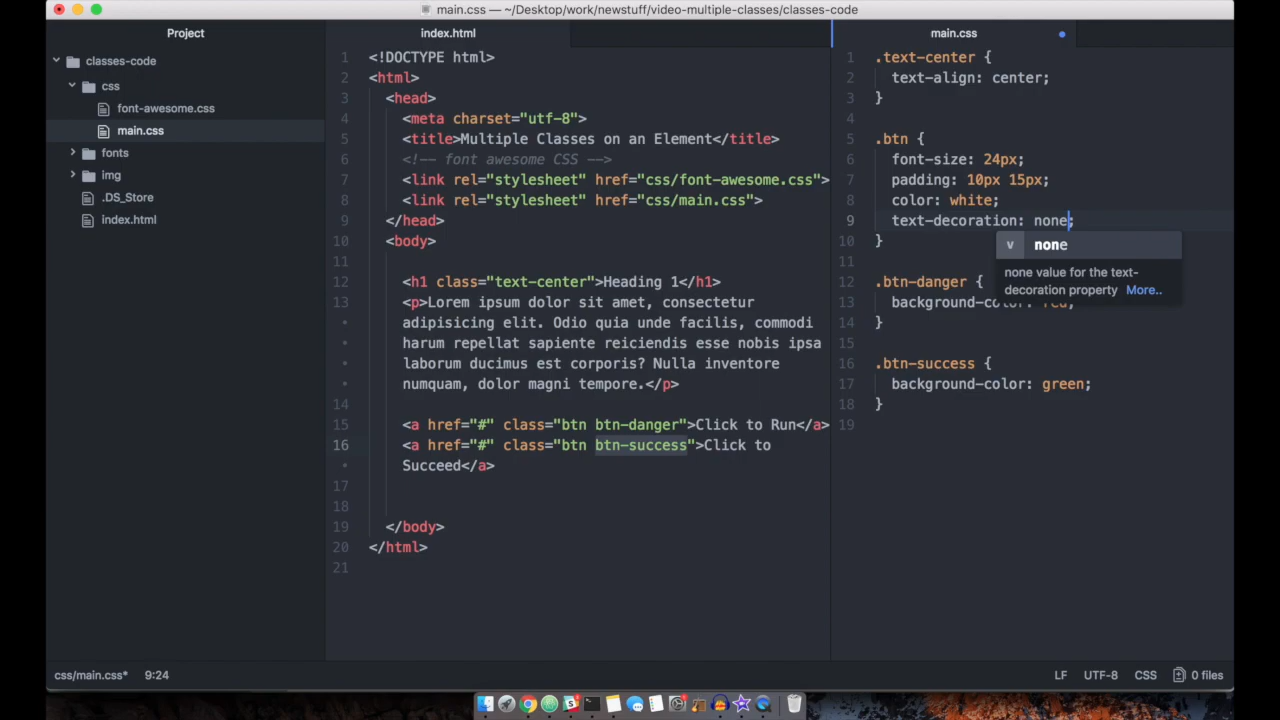 main.css — ~/Desktop/work/newstuff/video-multiple-classes/classes-code
Project
classes-code
css
font-awesome.css
main.css
fonts
img
.DS_Store
index.html
index.html
1 <!DOCTYPE html>
2 <html>
3 <head>
4 <meta charset="utf-8">
5 <title>Multiple Classes on an Element</title>
6 <!-- font awesome CSS -->
7 <link rel="stylesheet" href="css/font-awesome.css">
8 <link rel="stylesheet" href="css/main.css">
9 </head>
10 <body>
11
12 <h1 class="text-center">Heading 1</h1>
13 <p>Lorem ipsum dolor sit amet, consectetur
• adipisicing elit. Odio quia unde facilis, commodi
• harum repellat sapiente reiciendis esse nobis ipsa
• laborum ducimus est corporis? Nulla inventore
• numquam, dolor magni tempore.</p>
14
15 <a href="#" class="btn btn-danger">Click to Run</a>
16 <a href="#" class="btn btn-success">Click to
• Succeed</a>
17
18
19 </body>
20 </html>
21
main.css
1 .text-center {
2 text-align: center;
3 }
4
5 .btn {
6 font-size: 24px;
7 padding: 10px 15px;
8 color: white;
9 text-decoration: none;
10 }
11
12 .btn-danger {
13 background-color: red;
14 }
15
16 .btn-success {
17 background-color: green;
18 }
19
v none
none value for the text-
decoration property More..
css/main.css* 9:24
LF UTF-8 CSS 0 files